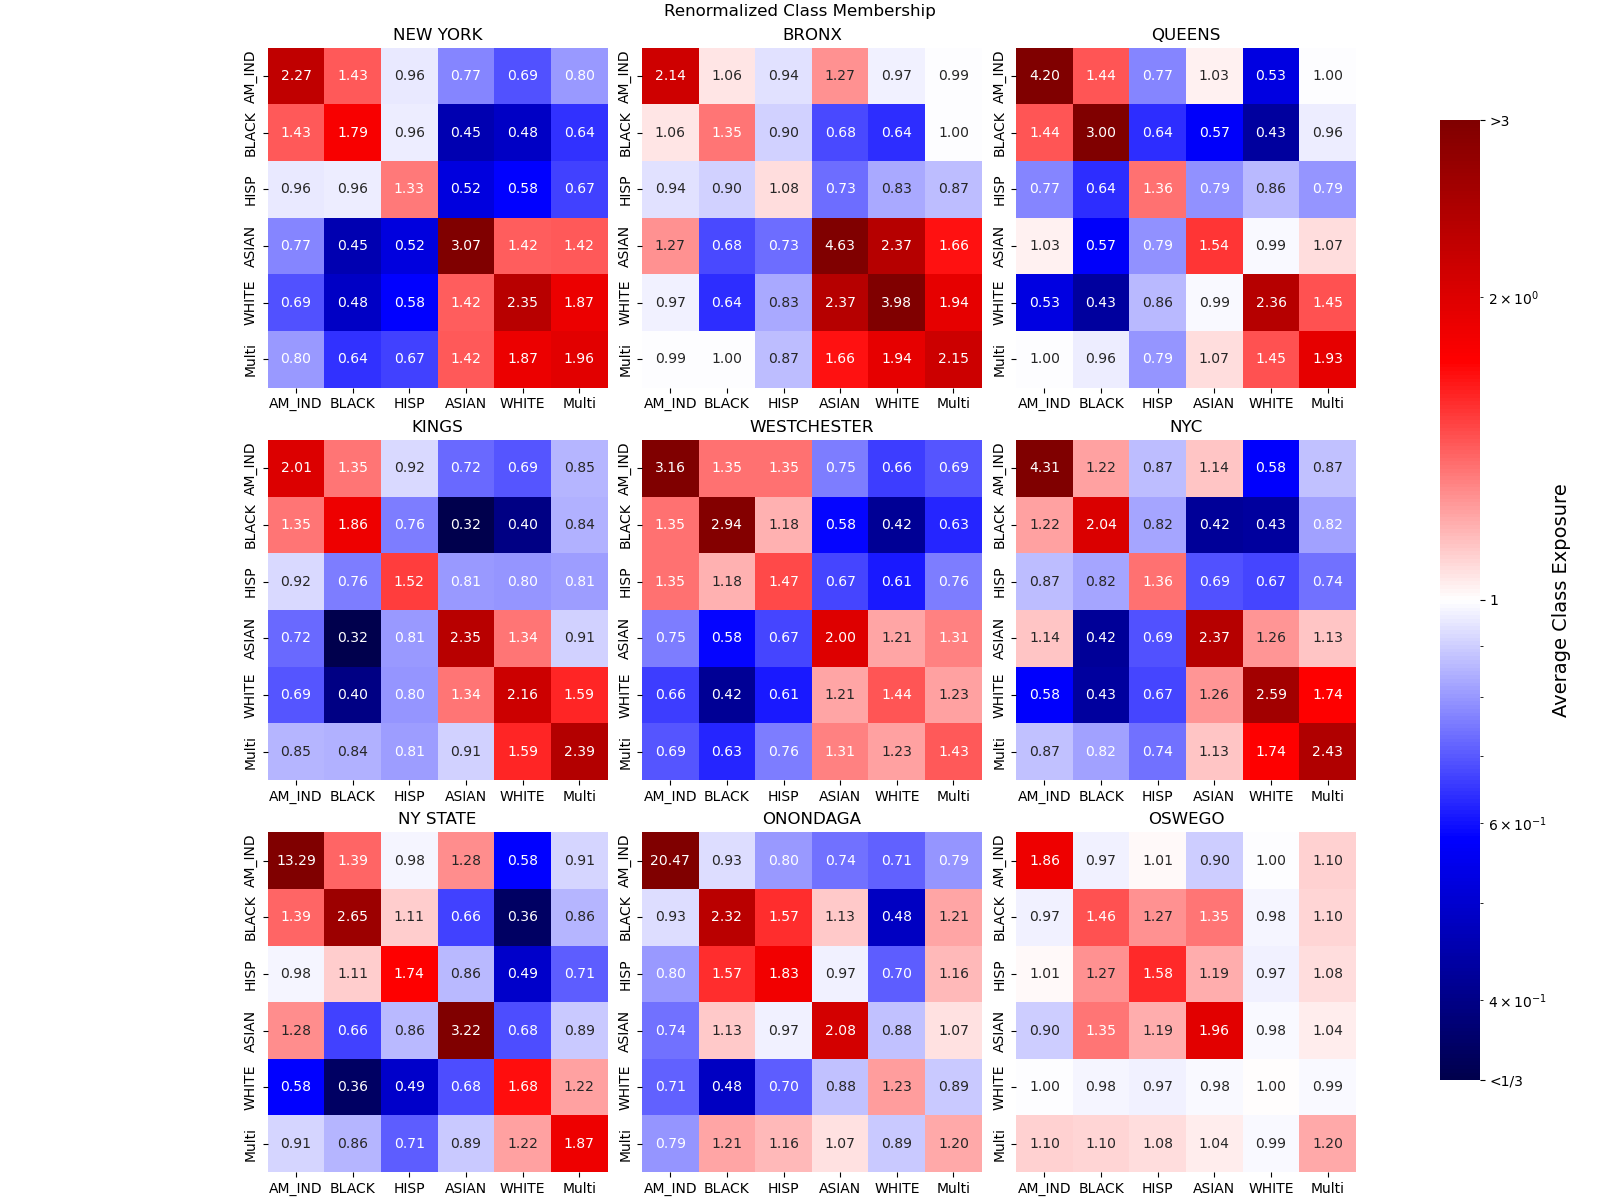 Renormalized Class Membership
NEW YORK
AM_IND 2.27 1.43 0.96 0.77 0.69 0.80
BLACK 1.43 1.79 0.96 0.45 0.48 0.64
HISP 0.96 0.96 1.33 0.52 0.58 0.67
ASIAN 0.77 0.45 0.52 3.07 1.42 1.42
WHITE 0.69 0.48 0.58 1.42 2.35 1.87
Multi 0.80 0.64 0.67 1.42 1.87 1.96
AM_IND BLACK HISP ASIAN WHITE Multi
BRONX
AM_IND 2.14 1.06 0.94 1.27 0.97 0.99
BLACK 1.06 1.35 0.90 0.68 0.64 1.00
HISP 0.94 0.90 1.08 0.73 0.83 0.87
ASIAN 1.27 0.68 0.73 4.63 2.37 1.66
WHITE 0.97 0.64 0.83 2.37 3.98 1.94
Multi 0.99 1.00 0.87 1.66 1.94 2.15
AM_IND BLACK HISP ASIAN WHITE Multi
QUEENS
AM_IND 4.20 1.44 0.77 1.03 0.53 1.00
BLACK 1.44 3.00 0.64 0.57 0.43 0.96
HISP 0.77 0.64 1.36 0.79 0.86 0.79
ASIAN 1.03 0.57 0.79 1.54 0.99 1.07
WHITE 0.53 0.43 0.86 0.99 2.36 1.45
Multi 1.00 0.96 0.79 1.07 1.45 1.93
AM_IND BLACK HISP ASIAN WHITE Multi
KINGS
AM_IND 2.01 1.35 0.92 0.72 0.69 0.85
BLACK 1.35 1.86 0.76 0.32 0.40 0.84
HISP 0.92 0.76 1.52 0.81 0.80 0.81
ASIAN 0.72 0.32 0.81 2.35 1.34 0.91
WHITE 0.69 0.40 0.80 1.34 2.16 1.59
Multi 0.85 0.84 0.81 0.91 1.59 2.39
AM_IND BLACK HISP ASIAN WHITE Multi
WESTCHESTER
AM_IND 3.16 1.35 1.35 0.75 0.66 0.69
BLACK 1.35 2.94 1.18 0.58 0.42 0.63
HISP 1.35 1.18 1.47 0.67 0.61 0.76
ASIAN 0.75 0.58 0.67 2.00 1.21 1.31
WHITE 0.66 0.42 0.61 1.21 1.44 1.23
Multi 0.69 0.63 0.76 1.31 1.23 1.43
AM_IND BLACK HISP ASIAN WHITE Multi
NYC
AM_IND 4.31 1.22 0.87 1.14 0.58 0.87
BLACK 1.22 2.04 0.82 0.42 0.43 0.82
HISP 0.87 0.82 1.36 0.69 0.67 0.74
ASIAN 1.14 0.42 0.69 2.37 1.26 1.13
WHITE 0.58 0.43 0.67 1.26 2.59 1.74
Multi 0.87 0.82 0.74 1.13 1.74 2.43
AM_IND BLACK HISP ASIAN WHITE Multi
NY STATE
AM_IND 13.29 1.39 0.98 1.28 0.58 0.91
BLACK 1.39 2.65 1.11 0.66 0.36 0.86
HISP 0.98 1.11 1.74 0.86 0.49 0.71
ASIAN 1.28 0.66 0.86 3.22 0.68 0.89
WHITE 0.58 0.36 0.49 0.68 1.68 1.22
Multi 0.91 0.86 0.71 0.89 1.22 1.87
AM_IND BLACK HISP ASIAN WHITE Multi
ONONDAGA
AM_IND 20.47 0.93 0.80 0.74 0.71 0.79
BLACK 0.93 2.32 1.57 1.13 0.48 1.21
HISP 0.80 1.57 1.83 0.97 0.70 1.16
ASIAN 0.74 1.13 0.97 2.08 0.88 1.07
WHITE 0.71 0.48 0.70 0.88 1.23 0.89
Multi 0.79 1.21 1.16 1.07 0.89 1.20
AM_IND BLACK HISP ASIAN WHITE Multi
OSWEGO
AM_IND 1.86 0.97 1.01 0.90 1.00 1.10
BLACK 0.97 1.46 1.27 1.35 0.98 1.10
HISP 1.01 1.27 1.58 1.19 0.97 1.08
ASIAN 0.90 1.35 1.19 1.96 0.98 1.04
WHITE 1.00 0.98 0.97 0.98 1.00 0.99
Multi 1.10 1.10 1.08 1.04 0.99 1.20
AM_IND BLACK HISP ASIAN WHITE Multi
>3
2 × 10⁰
1
6 × 10⁻¹
4 × 10⁻¹
<1/3
Average Class Exposure